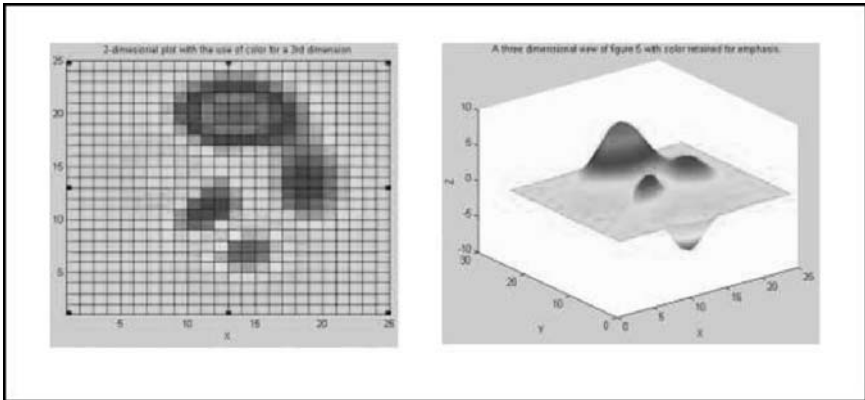 2-dimesional plot with the use of color for a 3rd dimension
25
20
15
10
5
5 10 15 20 25
X
A three dimensional view of figure 5 with color retained for emphasis.
10
5
0
-5
-10
Z
30
20
10
0
Y
0 5 10 15 20 25
X